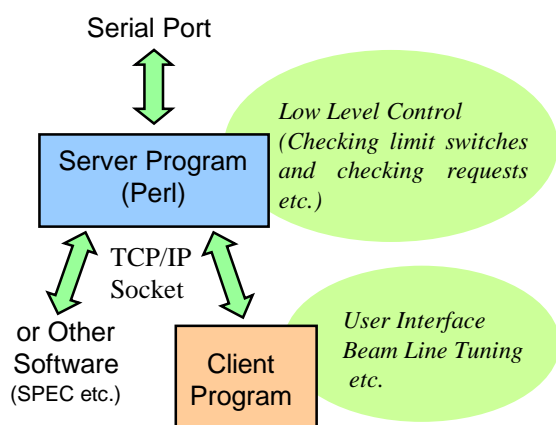 Serial Port
Low Level Control
(Checking limit switches
and checking requests
etc.)
Server Program
(Perl)
TCP/IP
Socket
or Other
Software
(SPEC etc.)
Client
Program
User Interface
Beam Line Tuning
etc.